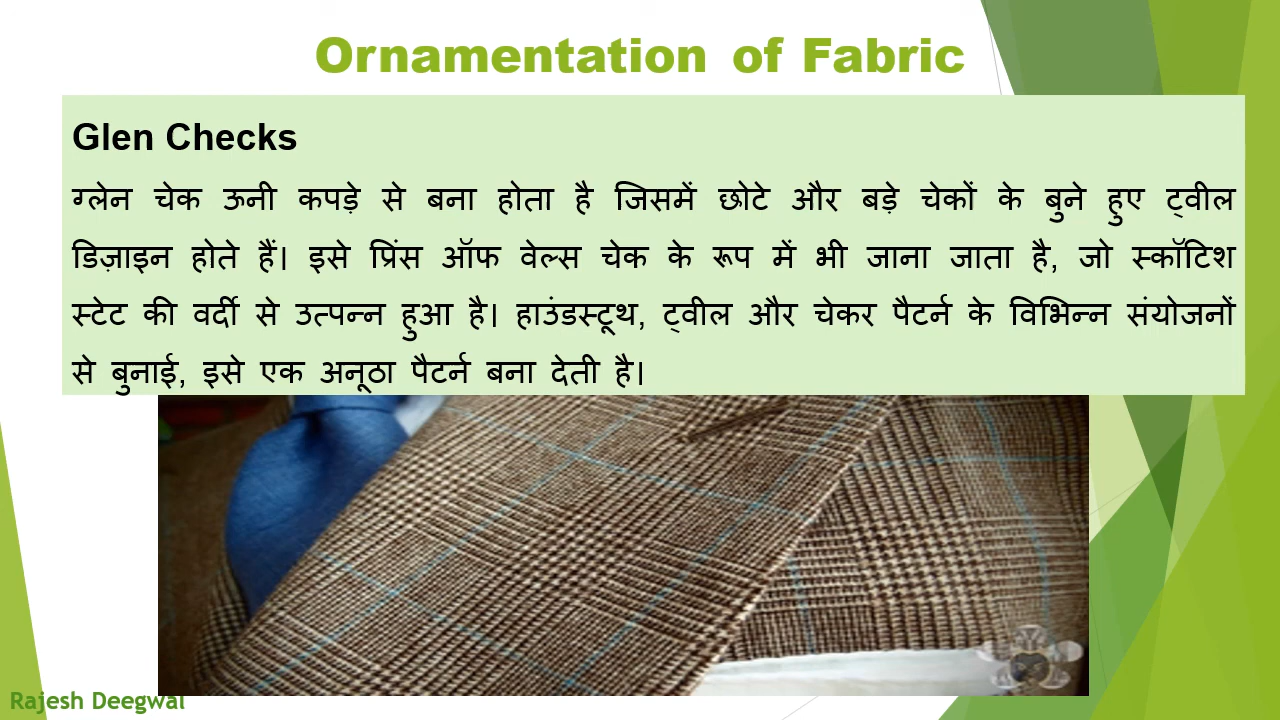 Ornamentation of Fabric
Glen Checks
ग्लेन चेक ऊनी कपड़े से बना होता है जिसमें छोटे और बड़े चेकों के बुने हुए ट्वील
डिज़ाइन होते हैं। इसे प्रिंस ऑफ वेल्स चेक के रूप में भी जाना जाता है, जो स्कॉटिश
स्टेट की वर्दी से उत्पन्न हुआ है। हाउंडस्टूथ, ट्वील और चेकर पैटर्न के विभिन्न संयोजनों
से बुनाई, इसे एक अनूठा पैटर्न बना देती है।
Rajesh Deegwal